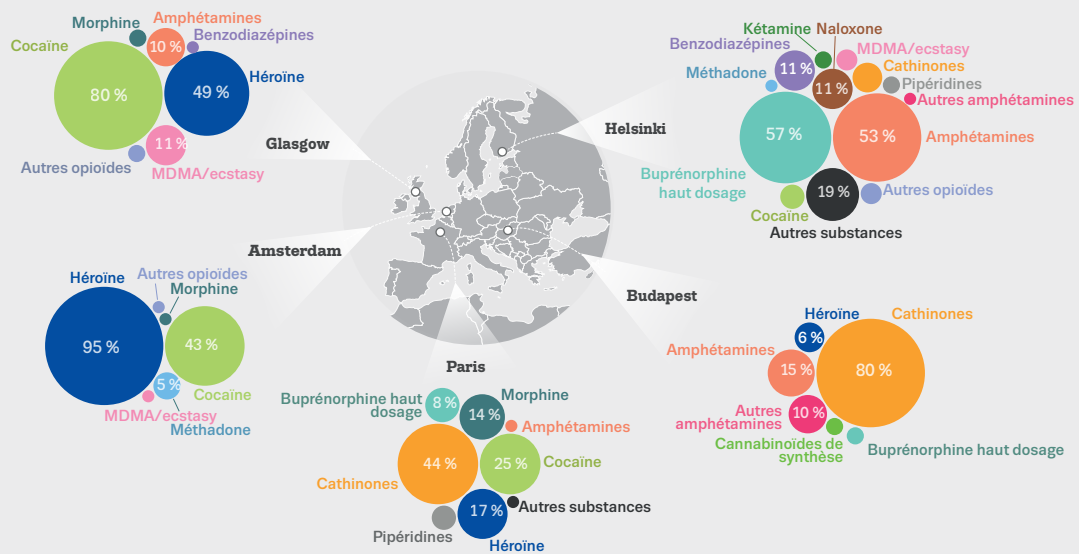 Morphine
Amphétamines
Benzodiazépines
Cocaïne
10 %
80 %
Héroïne
49 %
11 %
Autres opioïdes
MDMA/ecstasy
Glasgow
Kétamine
Naloxone
Benzodiazépines
MDMA/ecstasy
Méthadone
11 %
Cathinones
11 %
Pipéridines
Autres amphétamines
57 %
53 %
Amphétamines
Buprénorphine
haut dosage
19 %
Autres opioïdes
Cocaïne
Autres substances
Helsinki
Amsterdam
Héroïne
Autres opioïdes
Morphine
95 %
43 %
5 %
Cocaïne
MDMA/ecstasy
Méthadone
Budapest
Héroïne
Cathinones
6 %
Amphétamines
15 %
80 %
Autres
amphétamines
10 %
Cannabinoïdes de
synthèse
Buprénorphine haut dosage
Paris
Buprénorphine haut
dosage
8 %
Morphine
14 %
Amphétamines
44 %
25 %
Cocaïne
Cathinones
17 %
Autres substances
Pipéridines
Héroïne